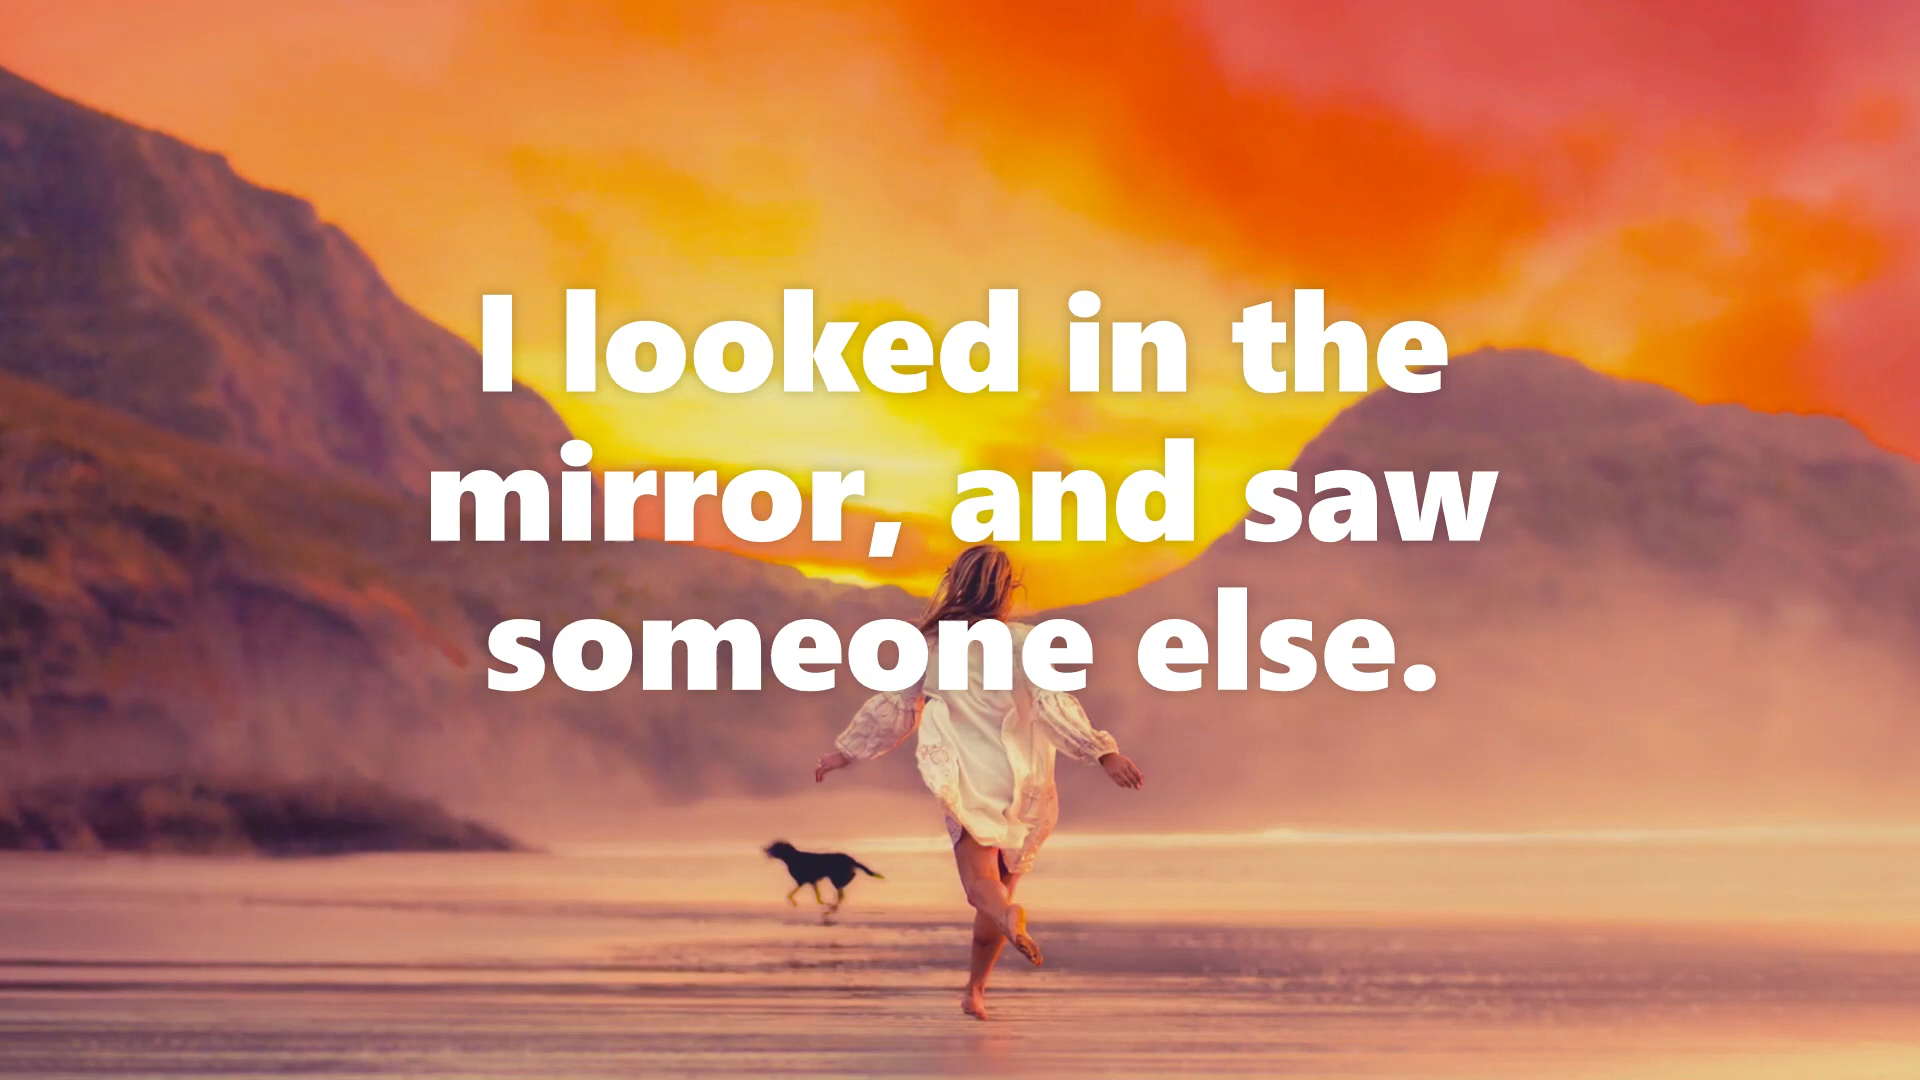 I looked in the
mirror, and saw
someone else.